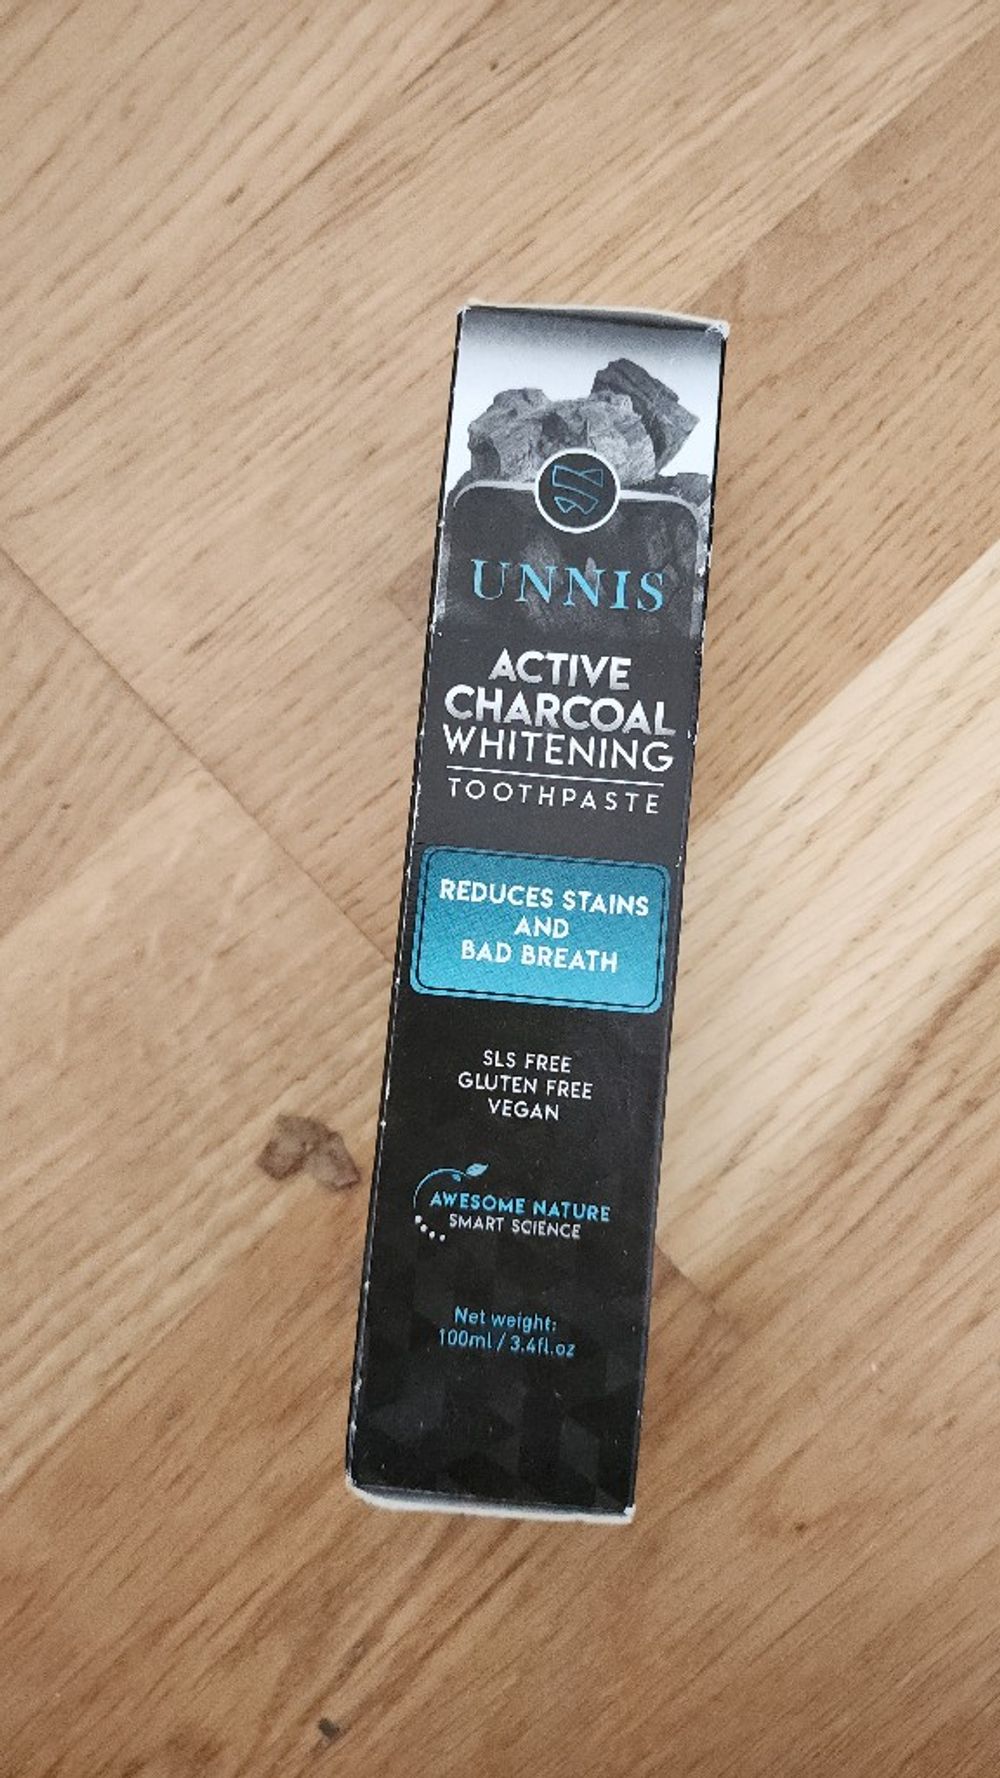 UNNIS
ACTIVE
CHARCOAL
WHITENING
TOOTHPASTE
REDUCES STAINS
AND
BAD BREATH
SLS FREE
GLUTEN FREE
VEGAN
AWESOME NATURE
SMART SCIENCE
Net weight:
100ml / 3.4fl.oz